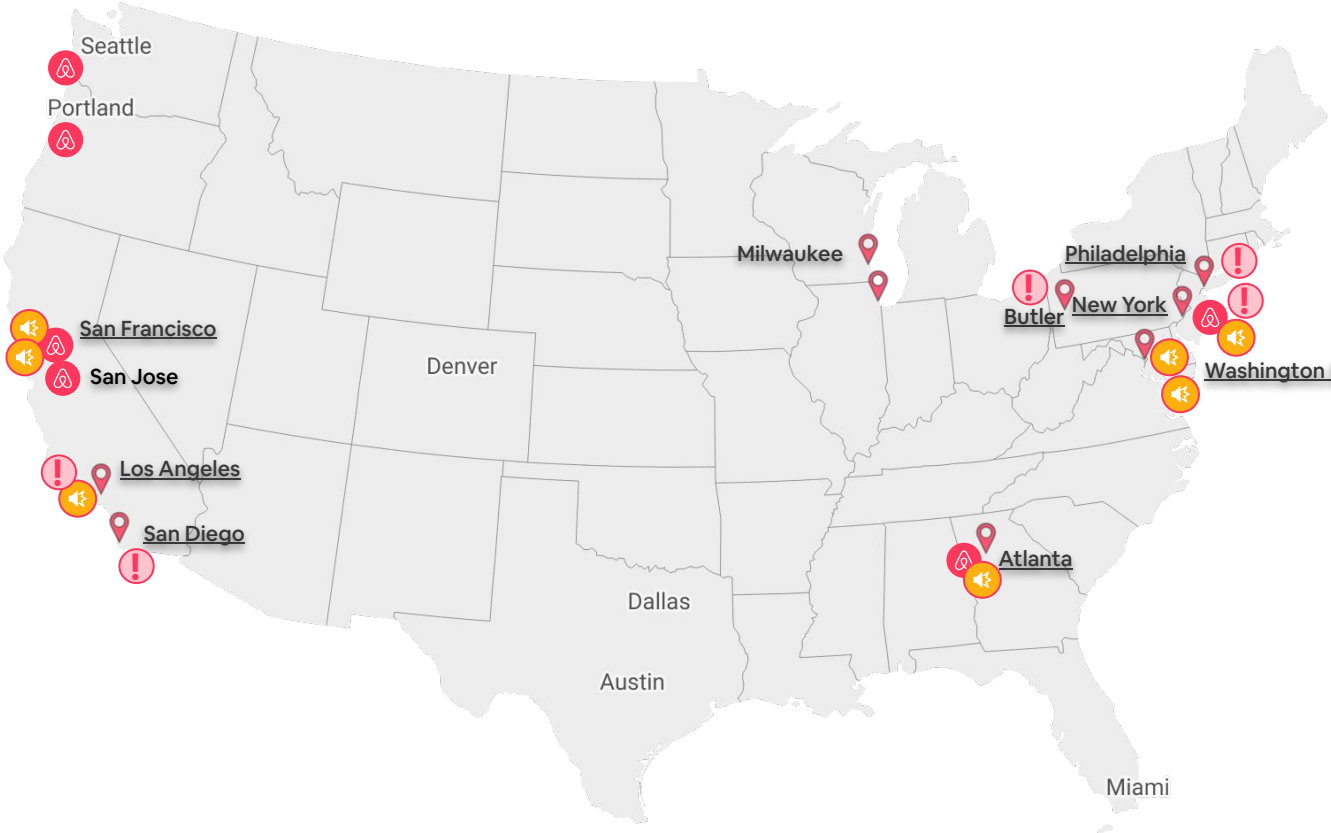 Seattle
Portland
Milwaukee
Philadelphia
Butler
New York
San Francisco
Denver
Washington
San Jose
Los Angeles
San Diego
Atlanta
Dallas
Austin
Miami